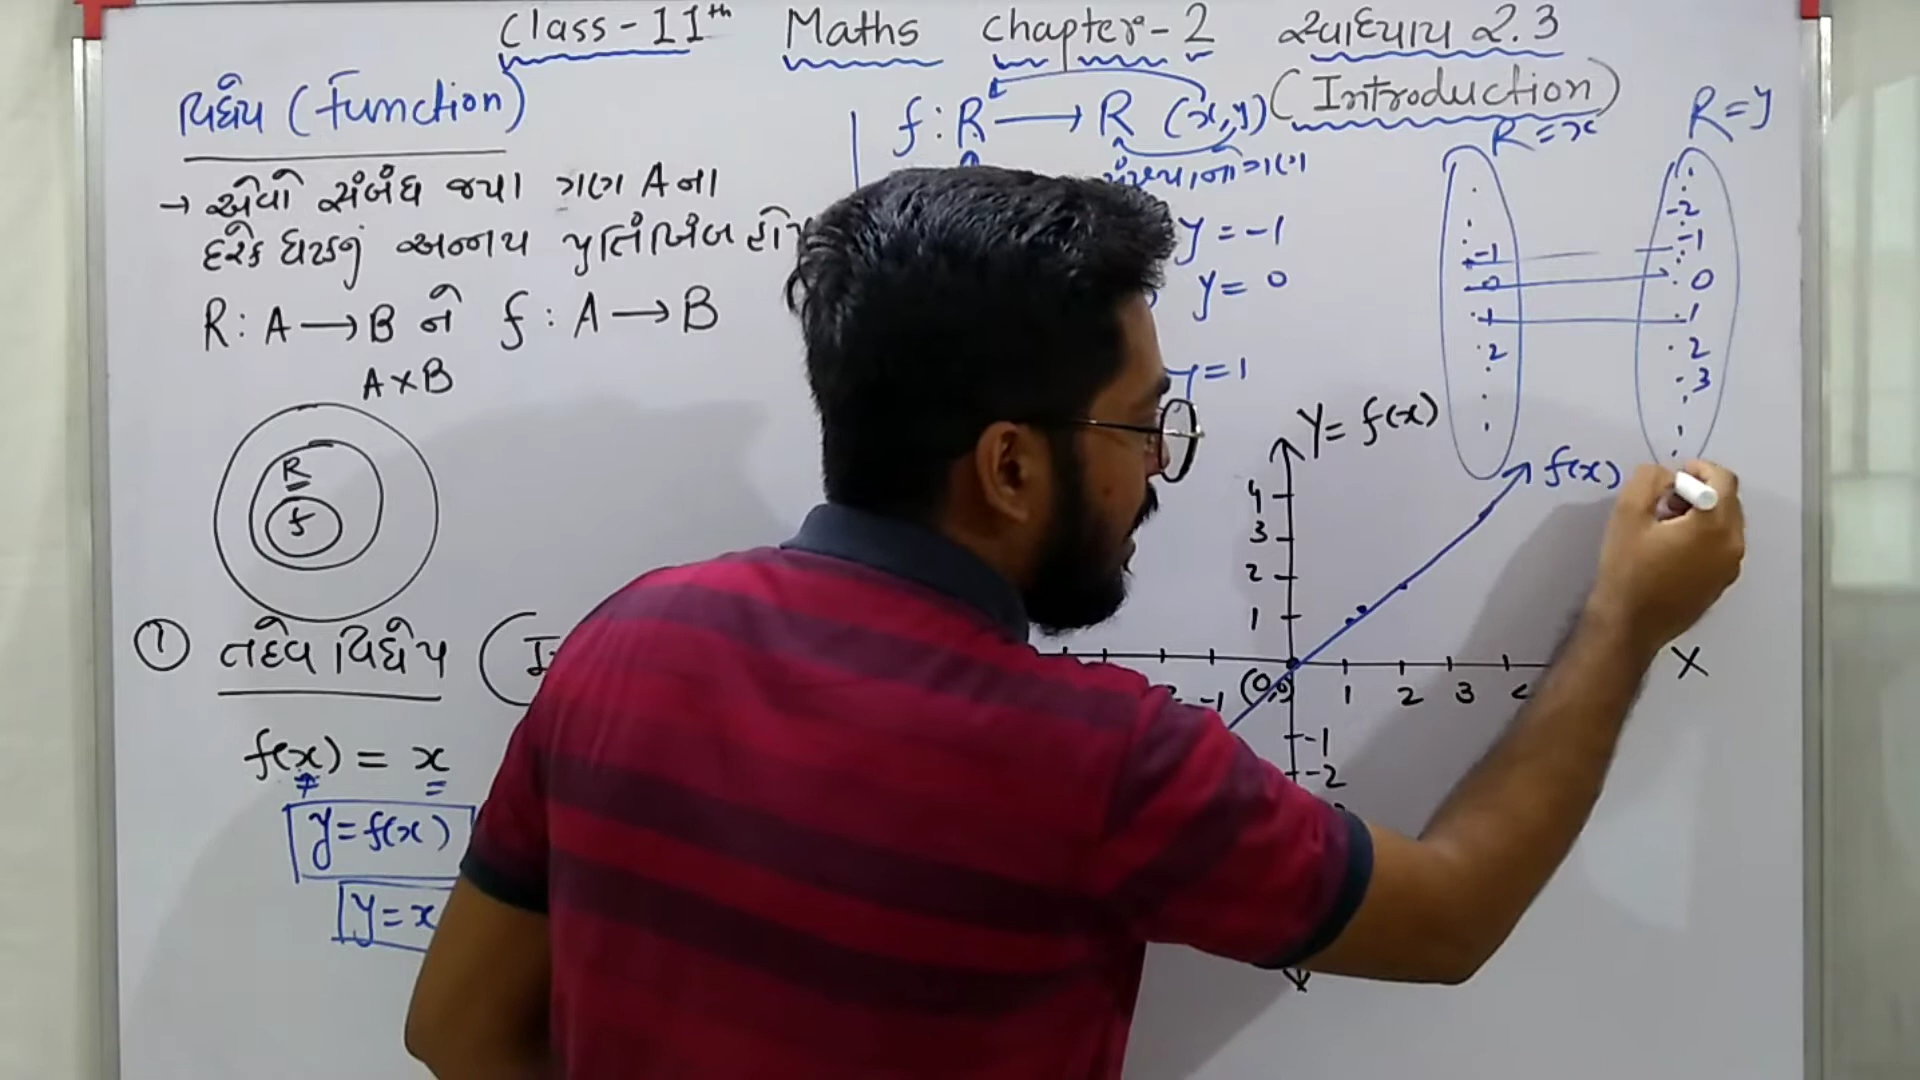 Class-11th Maths Chapter-2 સ્વાધ્યાય 2.3
(Introduction)
વિધેય (Function)
→ એવો સંબંધ જ્યા ગણ A ના
દરેક ઘટકનું અનન્ય પ્રતિબિંબ
R : A → B ને f : A → B
A×B
R
f
① તદેવ વિધેય (I
f(x) = x
y = f(x)
y = x
f : R → R (x,y)
y = -1
y = 0
y = 1
R = x
-1
0
1
2
R = y
-2
-1
0
1
2
3
Y = f(x)
f(x)
4
3
2
1
-1
(0,0)
1 2 3
X
-1
-2